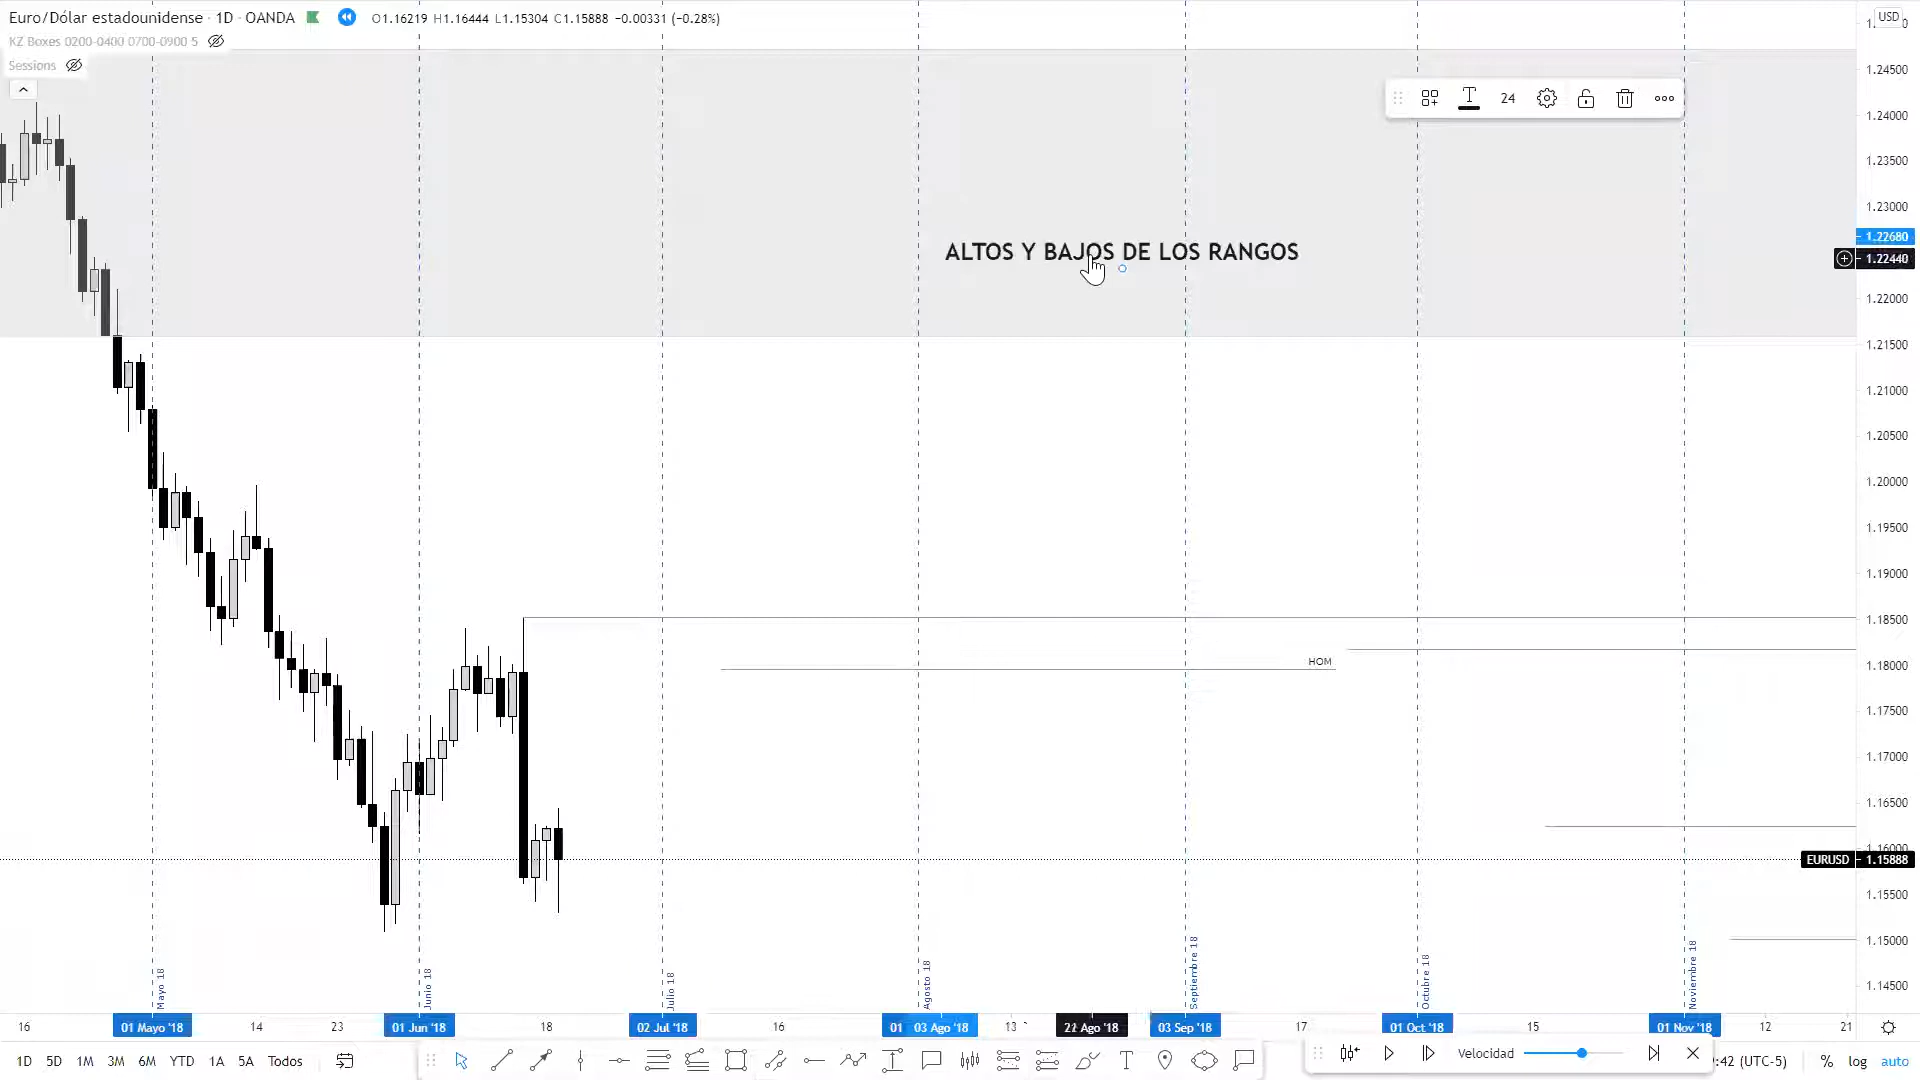 Euro/Dólar estadounidense · 1D · OANDA O1.16219 H1.16444 L1.15304 C1.15888 −0.00331 (−0.28%)
KZ Boxes 0200-0400 0700-0900 5
Sessions
USD
24
ALTOS Y BAJOS DE LOS RANGOS
HOM
1.24500
1.24000
1.23500
1.23000
1.22680
1.22440
1.22000
1.21500
1.21000
1.20500
1.20000
1.19500
1.19000
1.18500
1.18000
1.17500
1.17000
1.16500
1.16000
EURUSD 1.15888
1.15500
1.15000
1.14500
Mayo 18
Junio 18
Julio 18
Agosto 18
Septiembre 18
Octubre 18
Noviembre 18
16 01 Mayo '18 14 23 01 Jun '18 18 02 Jul '18 16 01 03 Ago '18 13 Ago '18 03 Sep '18 17 01 Oct '18 15 01 Nov '18 12 21
1D 5D 1M 3M 6M YTD 1A 5A Todos
Velocidad
:42 (UTC-5) % log auto